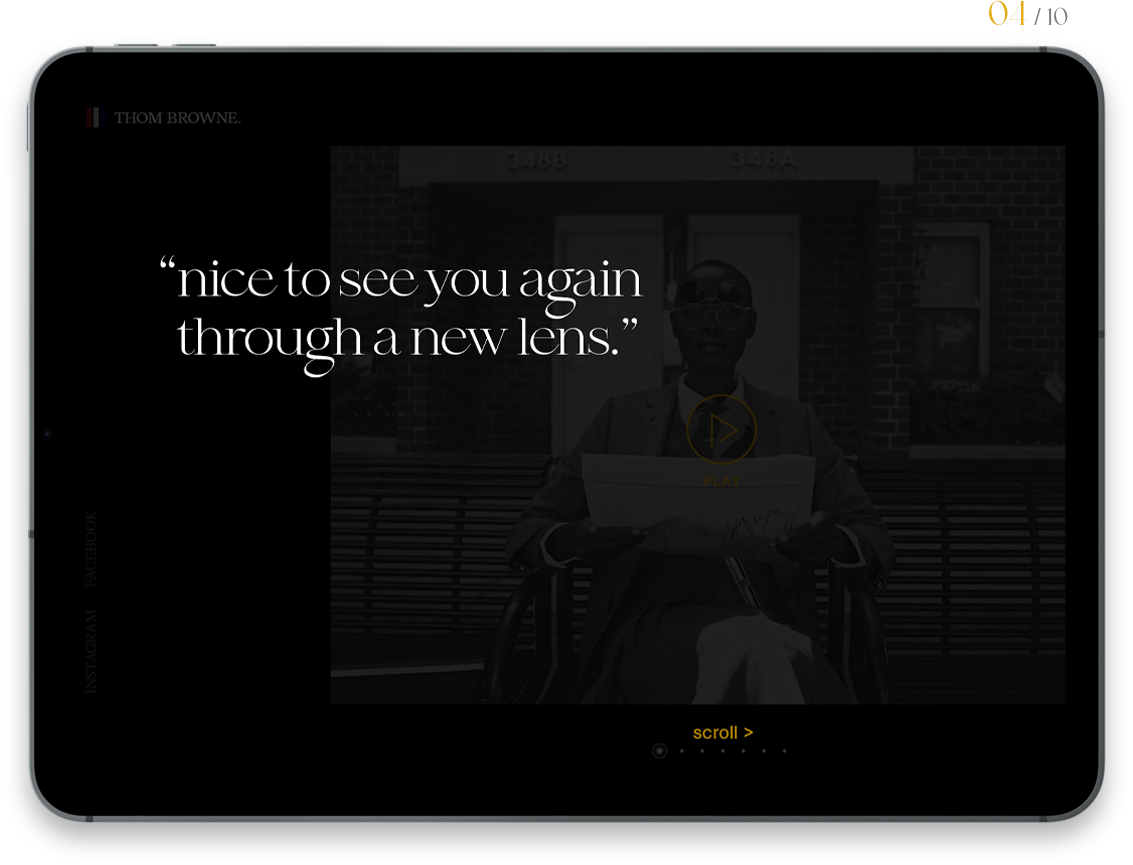 04 / 10
THOM BROWNE.
348B
348A
“nice to see you again
through a new lens.”
PLAY
FACEBOOK
INSTAGRAM
scroll >